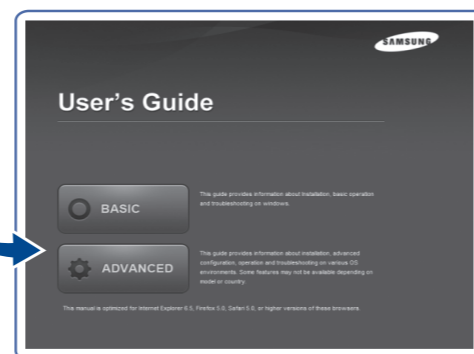 SAMSUNG
User's Guide
BASIC
This guide provides information about Installation, basic operation
and troubleshooting on windows.
ADVANCED
This guide provides information about installation, advanced
configuration, operation and troubleshooting on various OS
environments. Some features may not be available depending on
model or country.
This manual is optimized for Internet Explorer 6.5, Firefox 5.0, Safari 5.0, or higher versions of these browsers